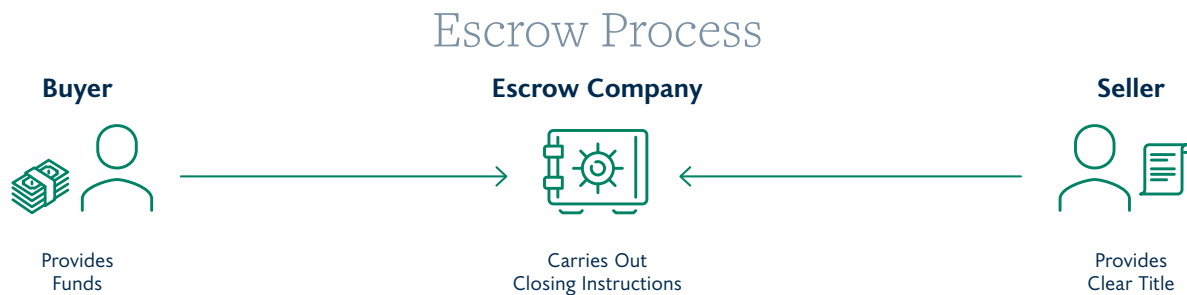 Escrow Process
Buyer
Escrow Company
Seller
Provides
Funds
Carries Out
Closing Instructions
Provides
Clear Title